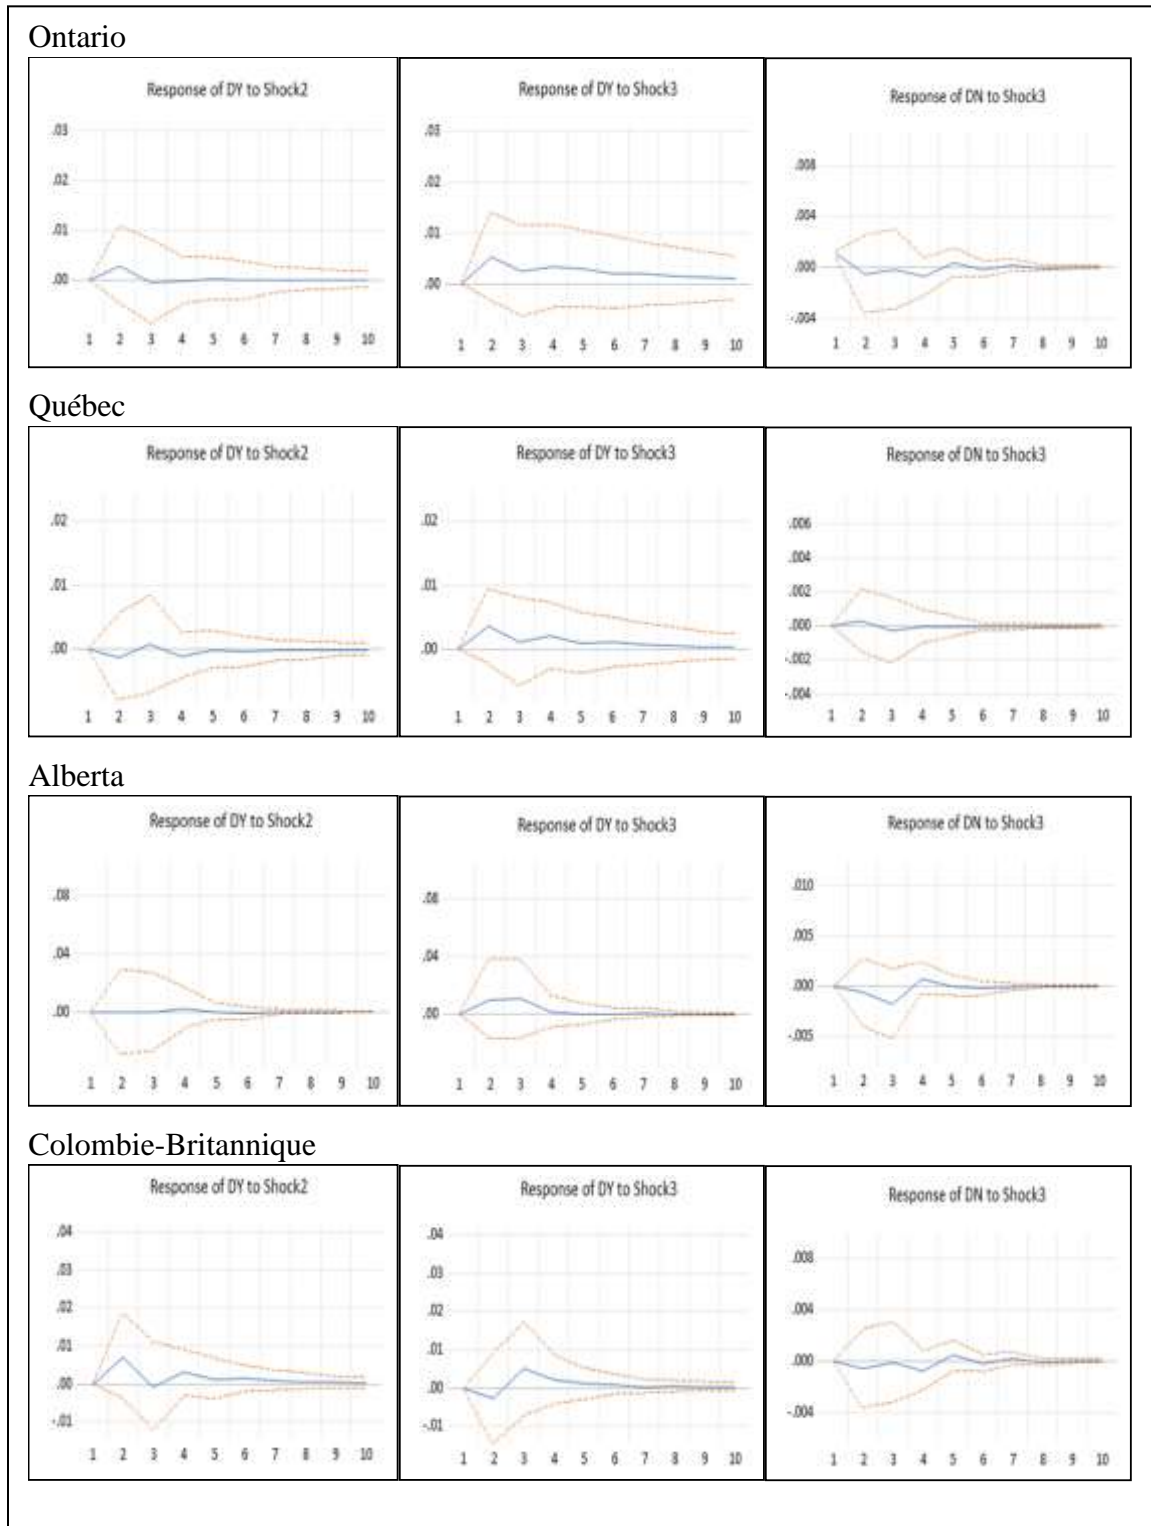 Ontario
Response of DY to Shock2
.03
.02
.01
.00
1 2 3 4 5 6 7 8 9 10
Response of DY to Shock3
.03
.02
.01
.00
1 2 3 4 5 6 7 8 9 10
Response of DN to Shock3
.008
.004
.000
-.004
1 2 3 4 5 6 7 8 9 10
Québec
Response of DY to Shock2
.02
.01
.00
1 2 3 4 5 6 7 8 9 10
Response of DY to Shock3
.02
.01
.00
1 2 3 4 5 6 7 8 9 10
Response of DN to Shock3
.006
.004
.002
.000
-.002
-.004
1 2 3 4 5 6 7 8 9 10
Alberta
Response of DY to Shock2
.08
.04
.00
1 2 3 4 5 6 7 8 9 10
Response of DY to Shock3
.08
.04
.00
1 2 3 4 5 6 7 8 9 10
Response of DN to Shock3
.010
.005
.000
-.005
1 2 3 4 5 6 7 8 9 10
Colombie-Britannique
Response of DY to Shock2
.04
.03
.02
.01
.00
-.01
1 2 3 4 5 6 7 8 9 10
Response of DY to Shock3
.04
.03
.02
.01
.00
-.01
1 2 3 4 5 6 7 8 9 10
Response of DN to Shock3
.008
.004
.000
-.004
1 2 3 4 5 6 7 8 9 10